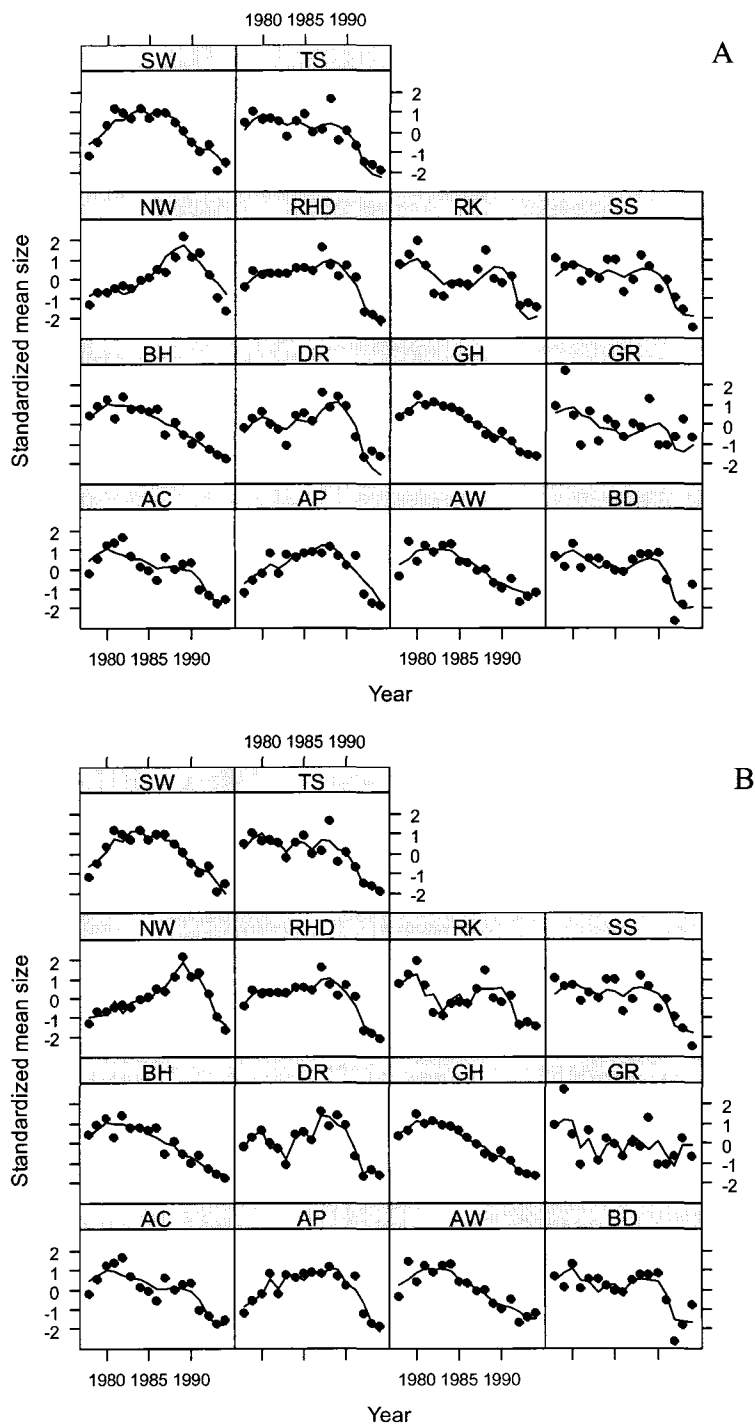 1980 1985 1990
A
SW TS
2
1
0
-1
-2
NW RHD RK SS
2
1
0
-1
-2
BH DR GH GR
2
1
0
-1
-2
AC AP AW BD
2
1
0
-1
-2
1980 1985 1990 1980 1985 1990
Year
Standardized mean size
1980 1985 1990
B
SW TS
2
1
0
-1
-2
NW RHD RK SS
2
1
0
-1
-2
BH DR GH GR
2
1
0
-1
-2
AC AP AW BD
2
1
0
-1
-2
1980 1985 1990 1980 1985 1990
Year
Standardized mean size